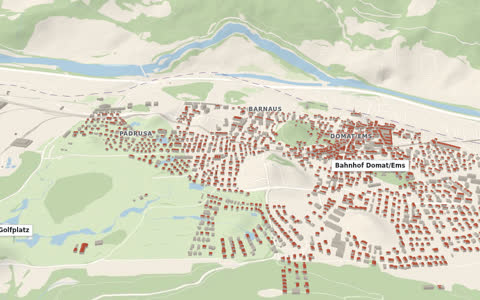 BARNAUS
PADRUSA
DOMAT/EMS
Bahnhof Domat/Ems
Golfplatz